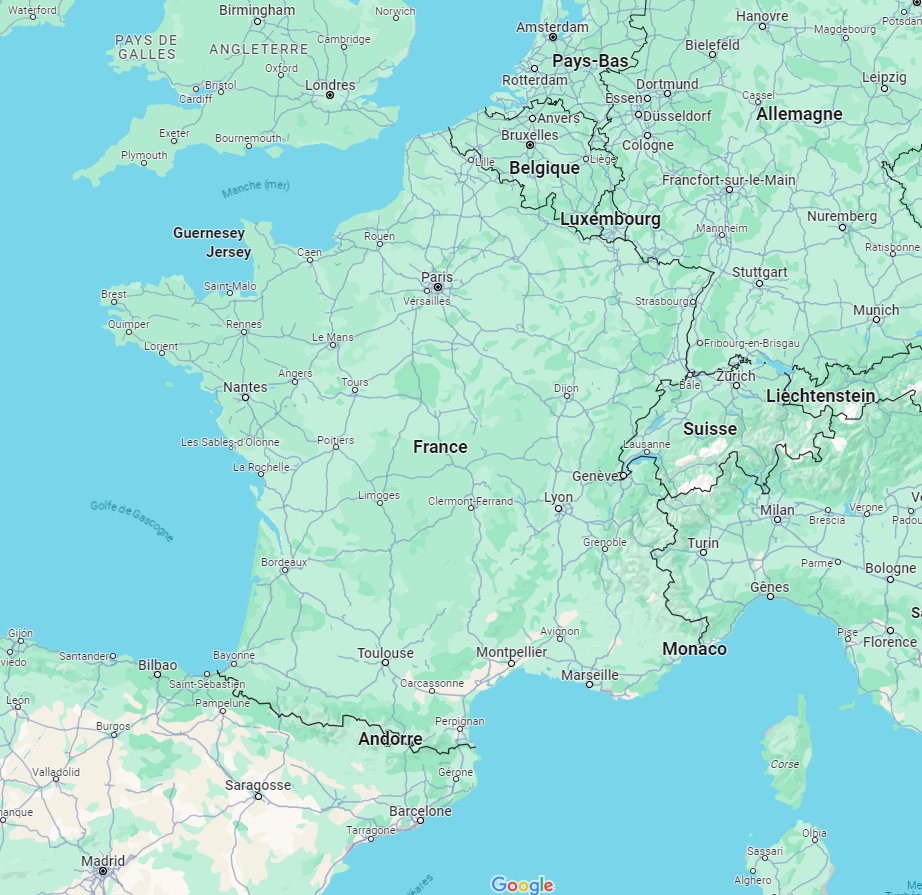 Waterford
Birmingham
Norwich
Amsterdam
Hanovre
Magdebourg
PAYS DE
GALLES
ANGLETERRE
Cambridge
Pays-Bas
Bielefeld
Oxford
Rotterdam
Dortmund
Leipzig
Bristol
Londres
Essen
Cassel
Cardiff
Anvers
Düsseldorf
Allemagne
Exeter
Bournemouth
Bruxelles
Cologne
Plymouth
Lille
Belgique
Liège
Manche (mer)
Francfort-sur-le-Main
Luxembourg
Nuremberg
Guernesey
Rouen
Mannheim
Jersey
Caen
Ratisbonne
Paris
Stuttgart
Saint-Malo
Brest
Versailles
Strasbourg
Munich
Quimper
Rennes
Le Mans
Lorient
Fribourg-en-Brisgau
Angers
Tours
Zürich
Nantes
Dijon
Bâle
Liechtenstein
Suisse
Les Sables-d'Olonne
Poitiers
France
Lausanne
La Rochelle
Genève
Limoges
Clermont-Ferrand
Lyon
Golfe de Gascogne
Milan
Vérone
Brescia
Grenoble
Turin
Bordeaux
Parme
Bologne
Gênes
Gijón
Avignon
Pise
Florence
Santander
Bilbao
Bayonne
Toulouse
Montpellier
Monaco
Saint-Sébastien
Carcassonne
Marseille
León
Pampelune
Burgos
Perpignan
Andorre
Corse
Valladolid
Saragosse
Gérone
Barcelone
Tarragone
Olbia
Sassari
Madrid
Alghero
Google